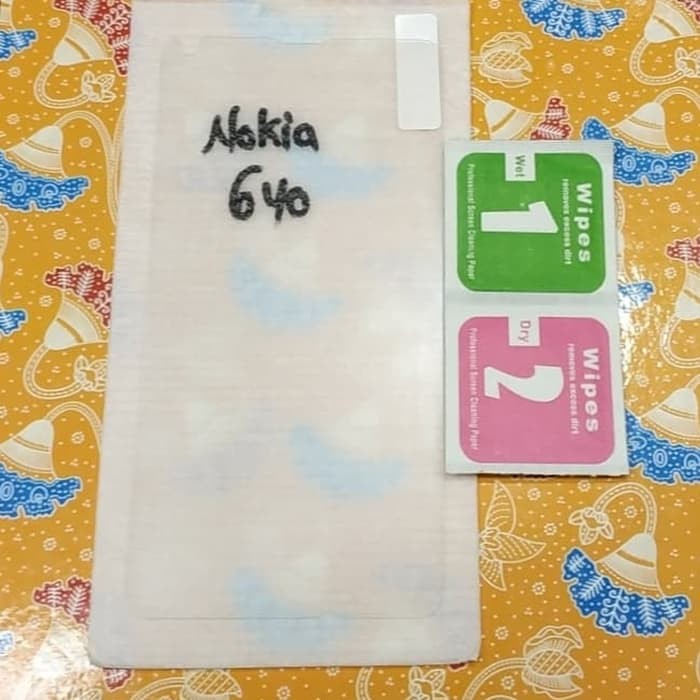 Nokia
640
Wet
1
Wipes
removes excess dirt
Professional Screen Cleaning Paper
Dry
2
Wipes
removes excess dirt
Professional Screen Cleaning Paper